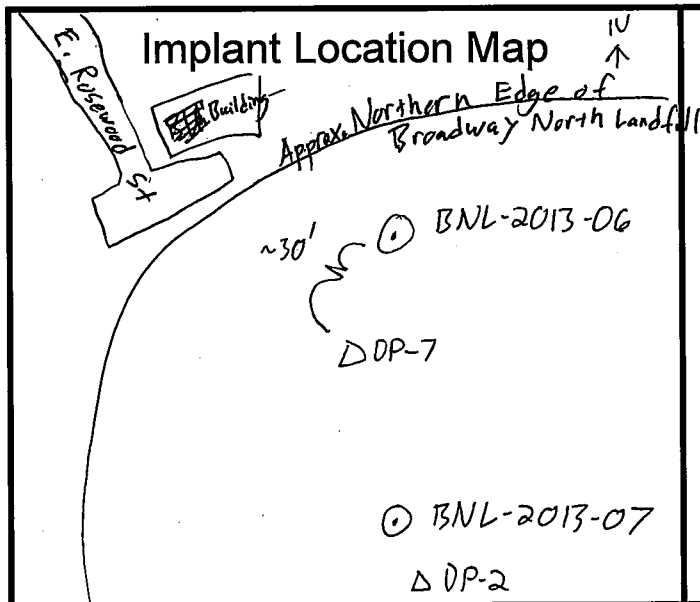 Implant Location Map
N
E. Rosewood St
Building
Approx. Northern Edge of
Broadway North Landfill
BNL-2013-06
~30'
DP-7
BNL-2013-07
DP-2